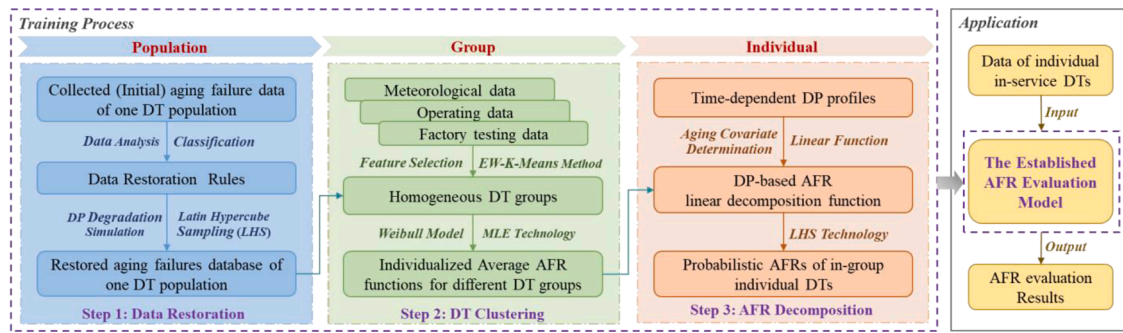 Training Process
Population
Collected (Initial) aging failure data
of one DT population
Data Analysis
Classification
Data Restoration Rules
DP Degradation
Simulation
Latin Hypercube
Sampling (LHS)
Restored aging failures database of
one DT population
Step 1: Data Restoration
Group
Meteorological data
Operating data
Factory testing data
Feature Selection
EW-K-Means Method
Homogeneous DT groups
Weibull Model
MLE Technology
Individualized Average AFR
functions for different DT groups
Step 2: DT Clustering
Individual
Time-dependent DP profiles
Aging Covariate
Determination
Linear Function
DP-based AFR
linear decomposition function
LHS Technology
Probabilistic AFRs of in-group
individual DTs
Step 3: AFR Decomposition
Application
Data of individual
in-service DTs
Input
The Established
AFR Evaluation
Model
Output
AFR evaluation
Results